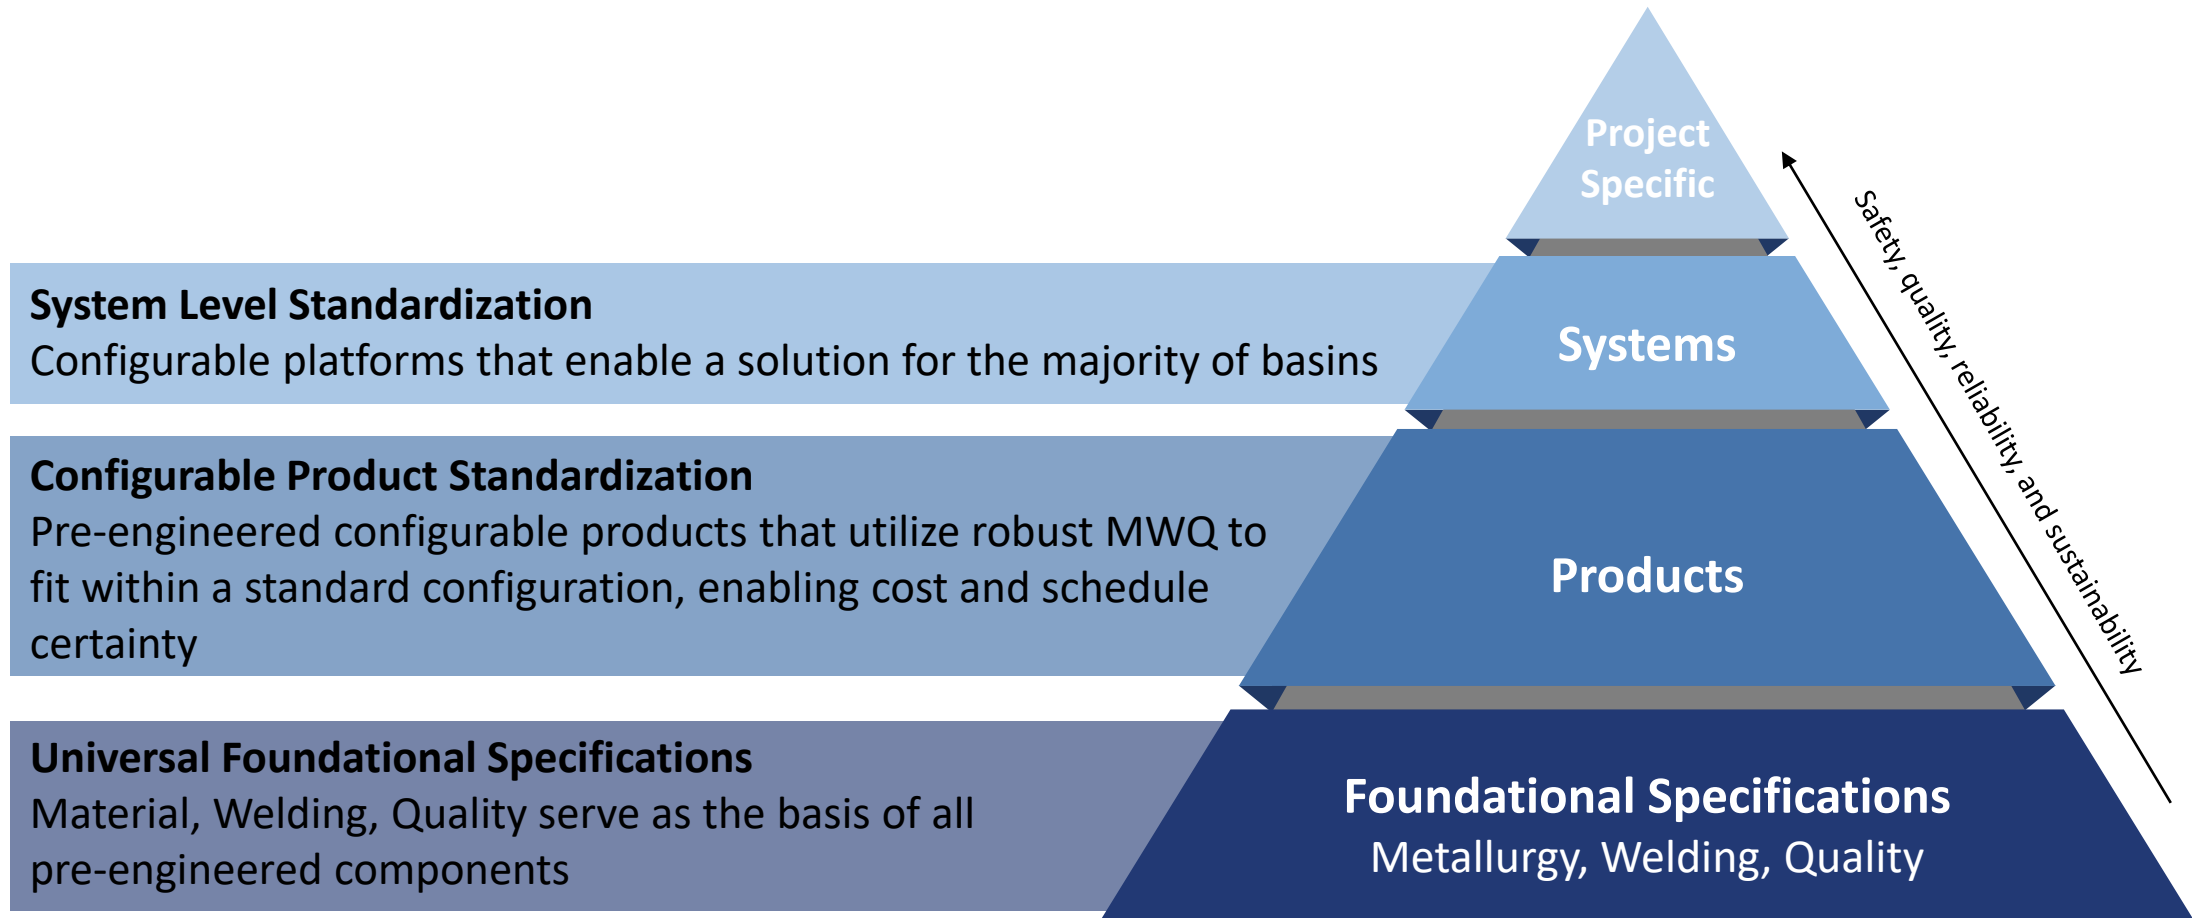 Project
Specific
System Level Standardization
Configurable platforms that enable a solution for the majority of basins
Systems
Safety, quality, reliability, and sustainability
Configurable Product Standardization
Pre-engineered configurable products that utilize robust MWQ to
fit within a standard configuration, enabling cost and schedule
certainty
Products
Universal Foundational Specifications
Material, Welding, Quality serve as the basis of all
pre-engineered components
Foundational Specifications
Metallurgy, Welding, Quality